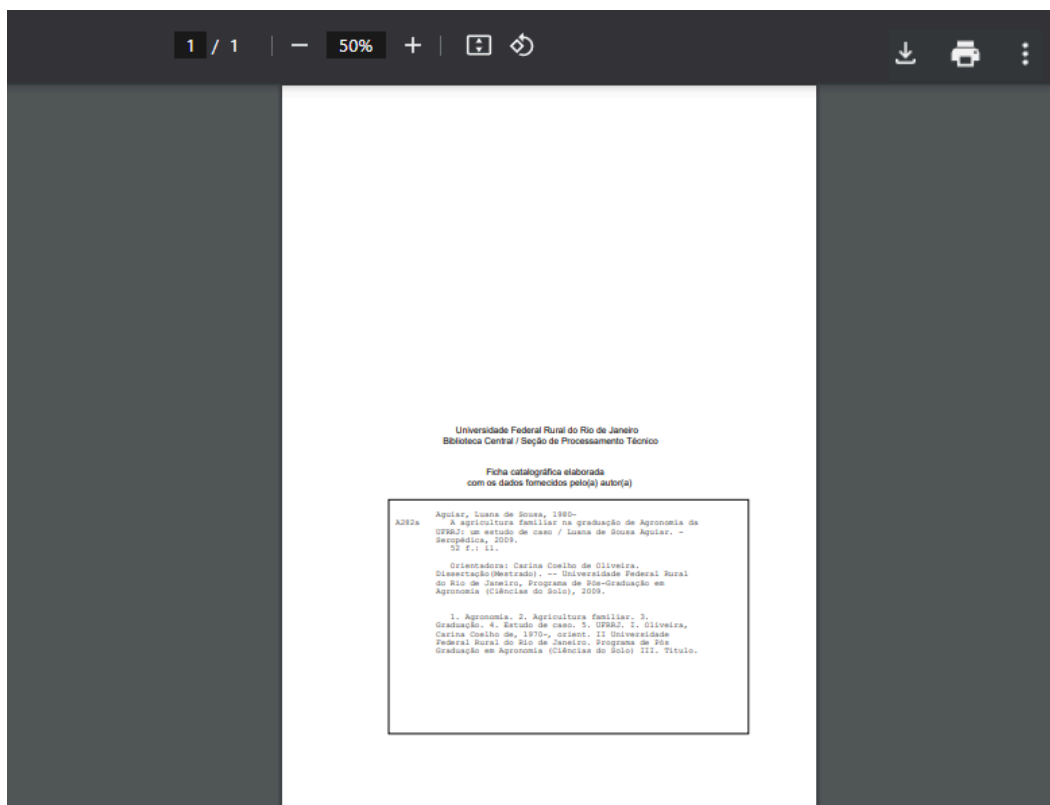 1 / 1 50%
Universidade Federal Rural do Rio de Janeiro
Biblioteca Central / Seção de Processamento Técnico
Ficha catalográfica elaborada
com os dados fornecidos pelo(a) autor(a)
Aguiar, Luana de Sousa, 1980-
A282a A agricultura familiar na graduação de Agronomia da
UFRRJ: um estudo de caso / Luana de Sousa Aguiar. -
Seropédica, 2009.
52 f.: il.
Orientadora: Carina Coelho de Oliveira.
Dissertação(Mestrado). -- Universidade Federal Rural
do Rio de Janeiro, Programa de Pós-Graduação em
Agronomia (Ciências do Solo), 2009.
1. Agronomia. 2. Agricultura familiar. 3.
Graduação. 4. Estudo de caso. 5. UFRRJ. I. Oliveira,
Carina Coelho de, 1970-, orient. II Universidade
Federal Rural do Rio de Janeiro. Programa de Pós
Graduação em Agronomia (Ciências do Solo) III. Título.